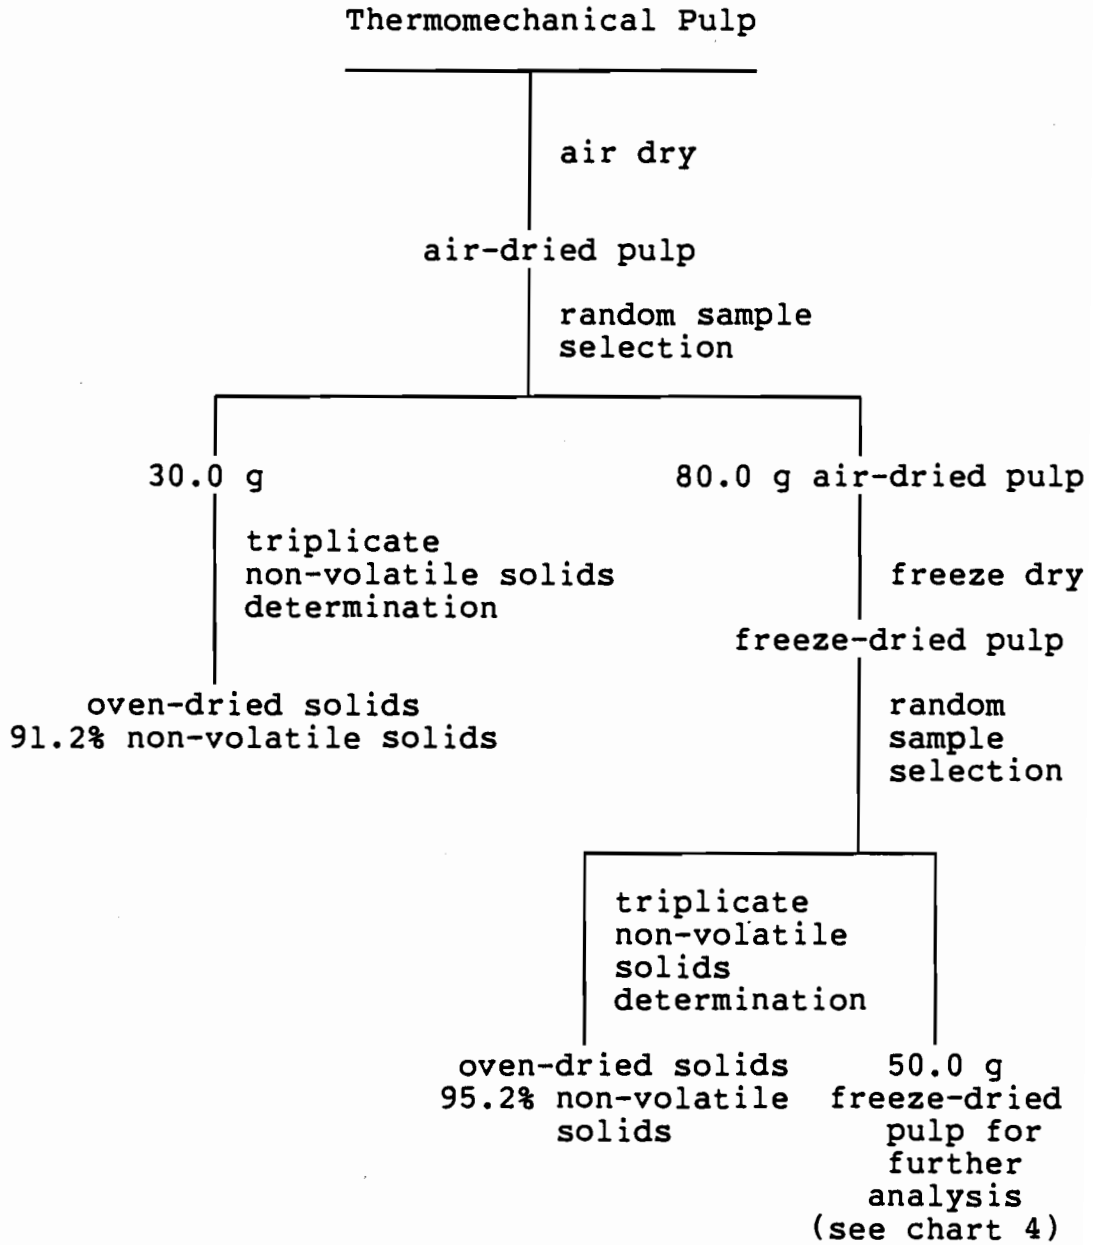 Thermomechanical Pulp
air dry
air-dried pulp
random sample
selection
30.0 g
80.0 g air-dried pulp
triplicate
non-volatile solids
determination
freeze dry
freeze-dried pulp
oven-dried solids
91.2% non-volatile solids
random
sample
selection
triplicate
non-volatile
solids
determination
oven-dried solids
95.2% non-volatile
solids
50.0 g
freeze-dried
pulp for
further
analysis
(see chart 4)